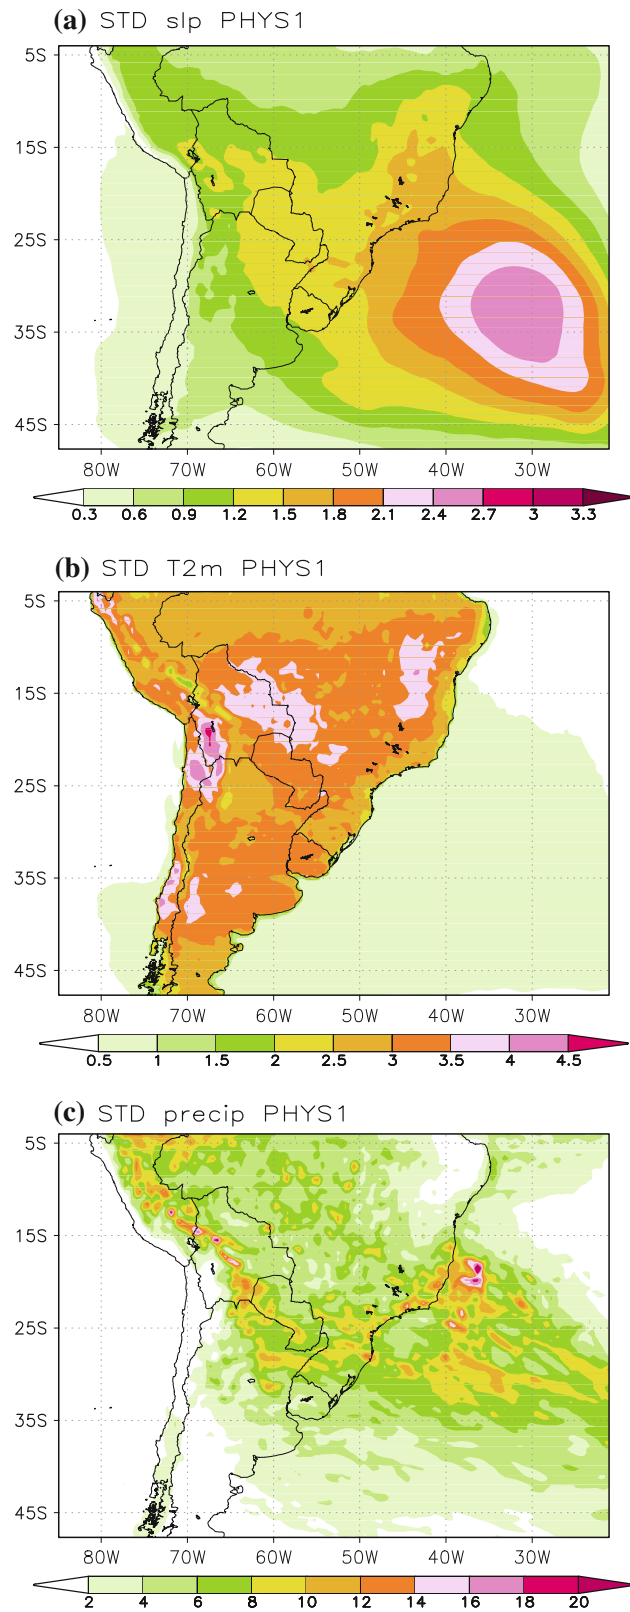 (a) STD slp PHYS1
5S
15S
25S
35S
45S
80W 70W 60W 50W 40W 30W
0.3 0.6 0.9 1.2 1.5 1.8 2.1 2.4 2.7 3 3.3
(b) STD T2m PHYS1
5S
15S
25S
35S
45S
80W 70W 60W 50W 40W 30W
0.5 1 1.5 2 2.5 3 3.5 4 4.5
(c) STD precip PHYS1
5S
15S
25S
35S
45S
80W 70W 60W 50W 40W 30W
2 4 6 8 10 12 14 16 18 20